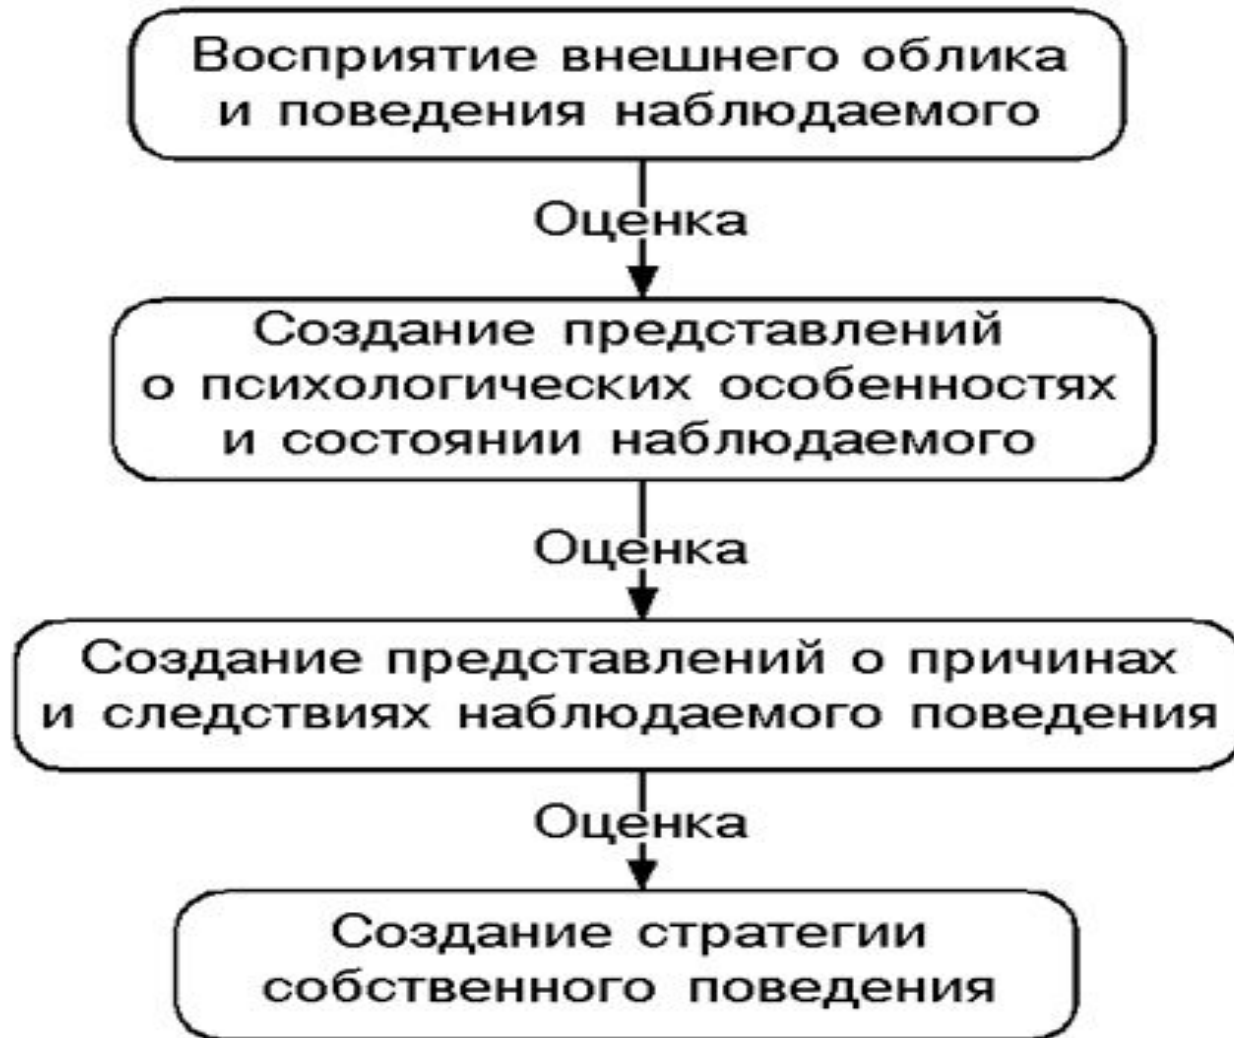 Восприятие внешнего облика
и поведения наблюдаемого
Оценка
Создание представлений
о психологических особенностях
и состоянии наблюдаемого
Оценка
Создание представлений о причинах
и следствиях наблюдаемого поведения
Оценка
Создание стратегии
собственного поведения